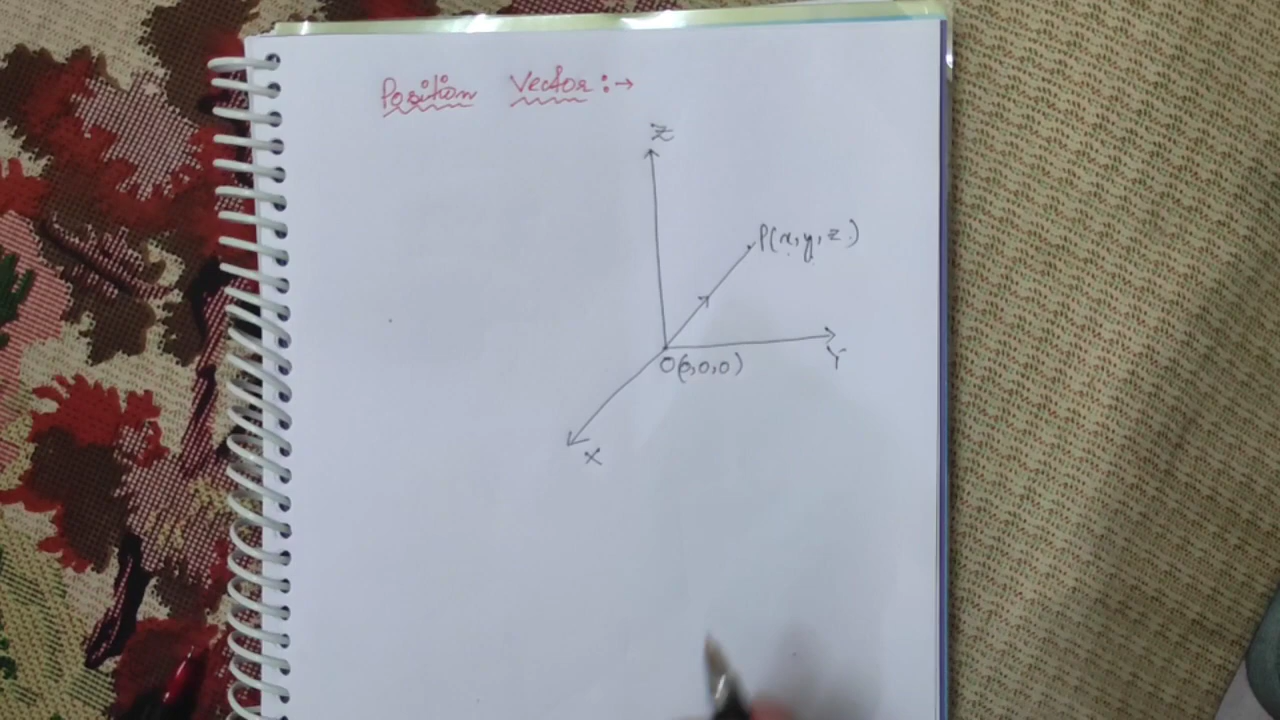 Position Vector :→
Z
P(x, y, z)
Y
O(0,0,0)
X